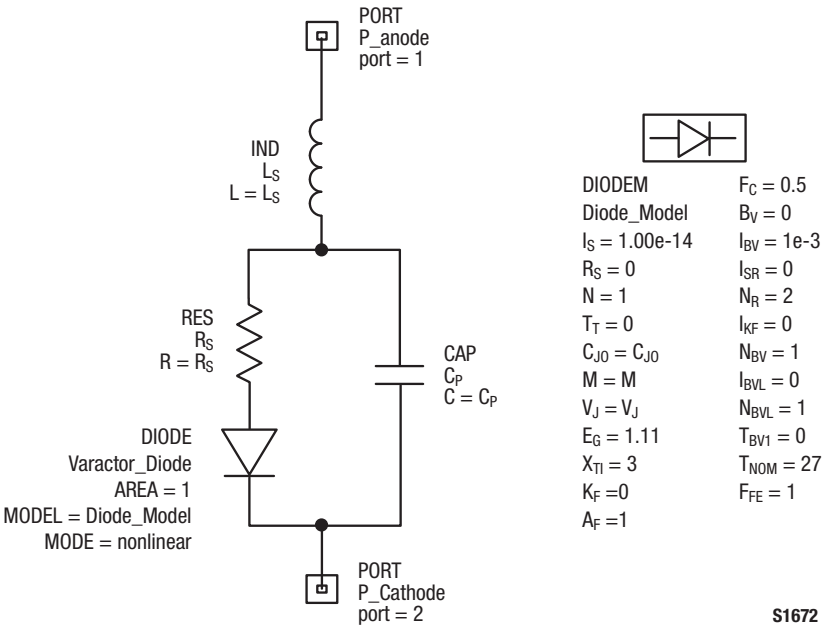 PORT
P_anode
port = 1
IND
LS
L = LS
RES
RS
R = RS
CAP
CP
C = CP
DIODE
Varactor_Diode
AREA = 1
MODEL = Diode_Model
MODE = nonlinear
PORT
P_Cathode
port = 2
DIODEM
Diode_Model
IS = 1.00e-14
RS = 0
N = 1
TT = 0
CJO = CJO
M = M
VJ = VJ
EG = 1.11
XTI = 3
KF =0
AF =1
FC = 0.5
BV = 0
IBV = 1e-3
ISR = 0
NR = 2
IKF = 0
NBV = 1
IBVL = 0
NBVL = 1
TBV1 = 0
TNOM = 27
FFE = 1
S1672